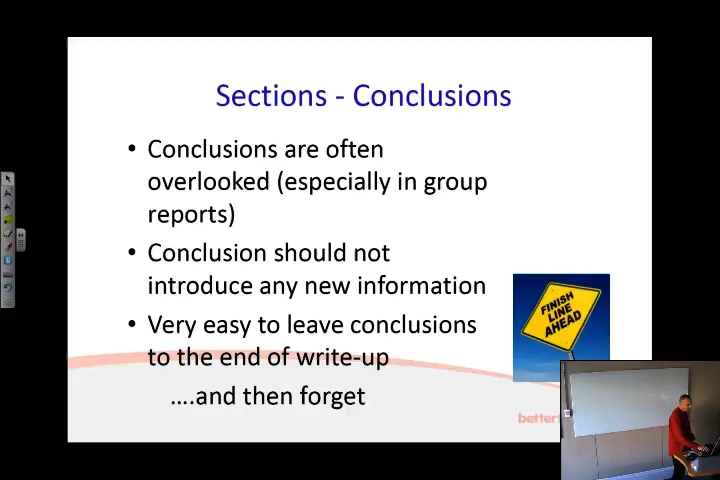 Sections - Conclusions
• Conclusions are often
overlooked (especially in group
reports)
• Conclusion should not
introduce any new information
• Very easy to leave conclusions
to the end of write-up
....and then forget
FINISH
LINE
AHEAD